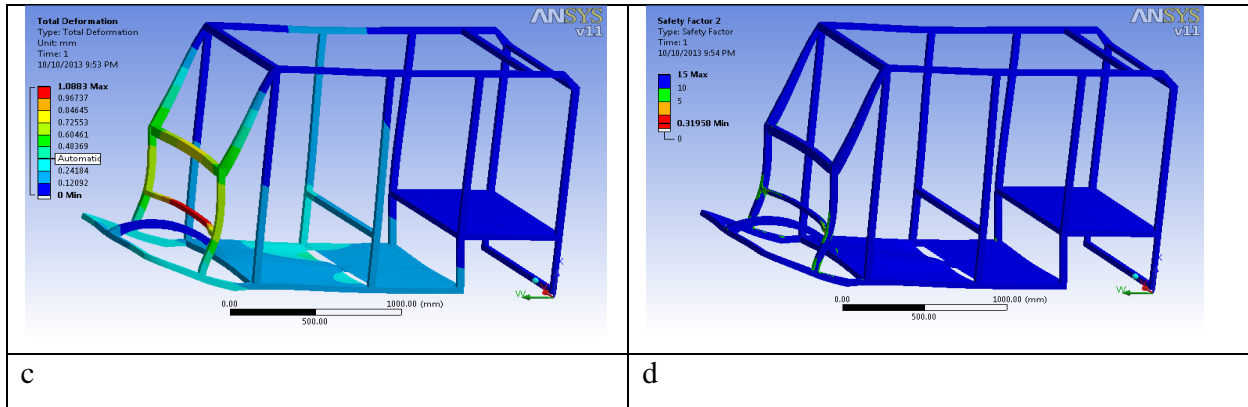 Total Deformation
Type: Total Deformation
Unit: mm
Time: 1
10/10/2013 9:53 PM
1.0883 Max
0.96737
0.84645
0.72553
0.60461
0.48369
Automatic
0.24184
0.12092
0 Min
ANSYS
v11
0.00
1000.00 (mm)
500.00
c
Safety Factor 2
Type: Safety Factor
Time: 1
10/10/2013 9:54 PM
15 Max
10
5
0.31958 Min
0
ANSYS
v11
0.00
1000.00 (mm)
500.00
d